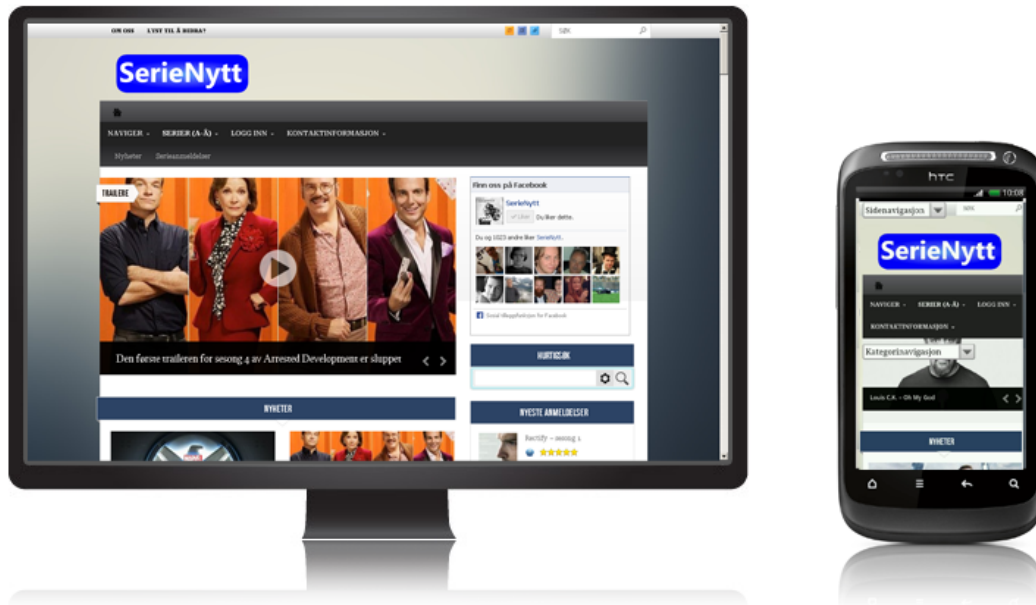 OM OSS LYST TIL Å BIDRA?
SØK
SerieNytt
NAVIGER SERIER (A-Å) LOGG INN KONTAKTINFORMASJON
Nyheter Serieanmeldelser
TRAILERE
Den første traileren for sesong 4 av Arrested Development er sluppet
NYHETER
Finn oss på Facebook
SerieNytt
Liker Du liker dette.
Du og 1023 andre liker SerieNytt.
Sosial tilleggsfunksjon for Facebook
HURTIGSØK
NYESTE ANMELDELSER
Rectify – sesong 1
hTC
10:08
Sidenavigasjon
SØK
SerieNytt
NAVIGER SERIER (A-Å) LOGG INN
KONTAKTINFORMASJON
Kategorinavigasjon
Louis C.K. – Oh My God
NYHETER